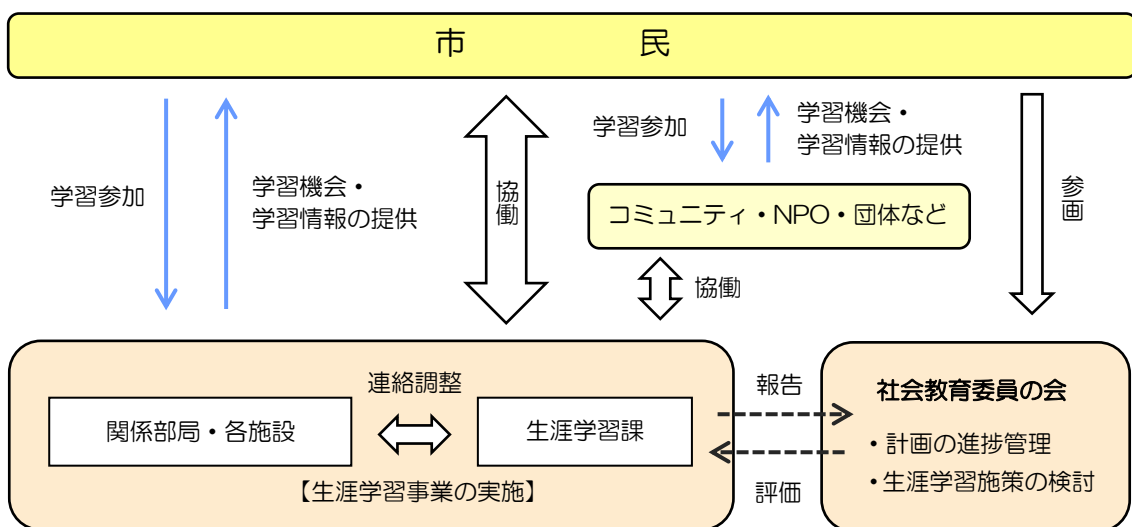 市　　　民
学習参加
学習機会・
学習情報の提供
協働
学習参加
学習機会・
学習情報の提供
コミュニティ・NPO・団体など
協働
参画
連絡調整
関係部局・各施設
生涯学習課
【生涯学習事業の実施】
報告
評価
社会教育委員の会
・計画の進捗管理
・生涯学習施策の検討